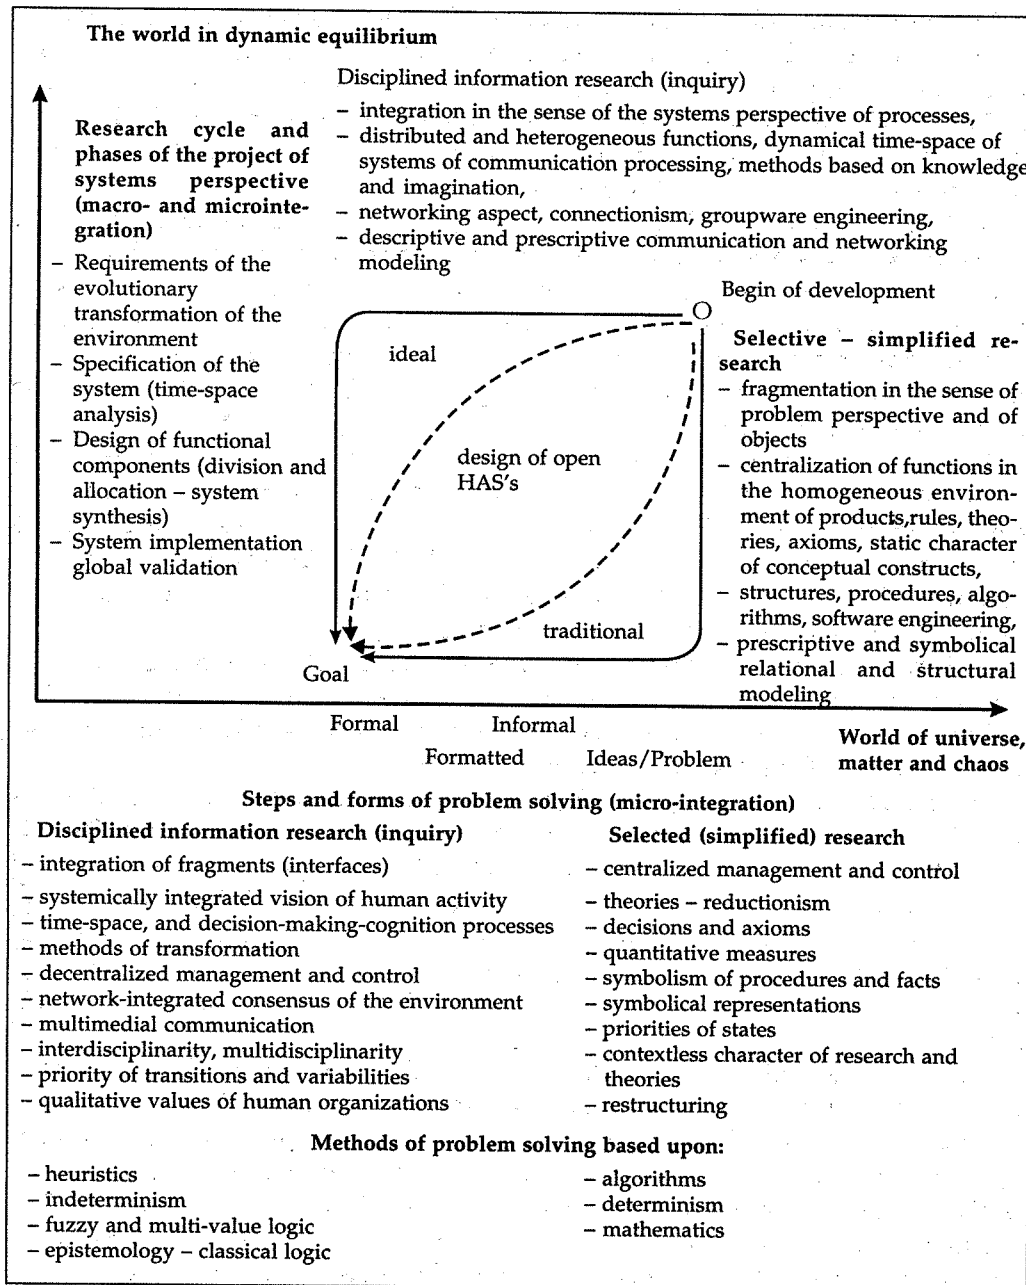 The world in dynamic equilibrium
Disciplined information research (inquiry)
– integration in the sense of the systems perspective of processes,
– distributed and heterogeneous functions, dynamical time-space of
systems of communication processing, methods based on knowledge
and imagination,
– networking aspect, connectionism, groupware engineering,
– descriptive and prescriptive communication and networking
modeling
Research cycle and
phases of the project of
systems perspective
(macro- and microinte-
gration)
– Requirements of the
evolutionary
transformation of the
environment
– Specification of the
system (time-space
analysis)
– Design of functional
components (division and
allocation – system
synthesis)
– System implementation
global validation
Begin of development
ideal
design of open
HAS's
traditional
Goal
Selective – simplified re-
search
– fragmentation in the sense of
problem perspective and of
objects
– centralization of functions in
the homogeneous environ-
ment of products,rules, theo-
ries, axioms, static character
of conceptual constructs,
– structures, procedures, algo-
rithms, software engineering,
– prescriptive and symbolical
relational and structural
modeling
Formal
Informal
Formatted
Ideas/Problem
World of universe,
matter and chaos
Steps and forms of problem solving (micro-integration)
Disciplined information research (inquiry)
– integration of fragments (interfaces)
– systemically integrated vision of human activity
– time-space, and decision-making-cognition processes
– methods of transformation
– decentralized management and control
– network-integrated consensus of the environment
– multimedial communication
– interdisciplinarity, multidisciplinarity
– priority of transitions and variabilities
– qualitative values of human organizations
Selected (simplified) research
– centralized management and control
– theories – reductionism
– decisions and axioms
– quantitative measures
– symbolism of procedures and facts
– symbolical representations
– priorities of states
– contextless character of research and
theories
– restructuring
Methods of problem solving based upon:
– heuristics
– indeterminism
– fuzzy and multi-value logic
– epistemology – classical logic
– algorithms
– determinism
– mathematics